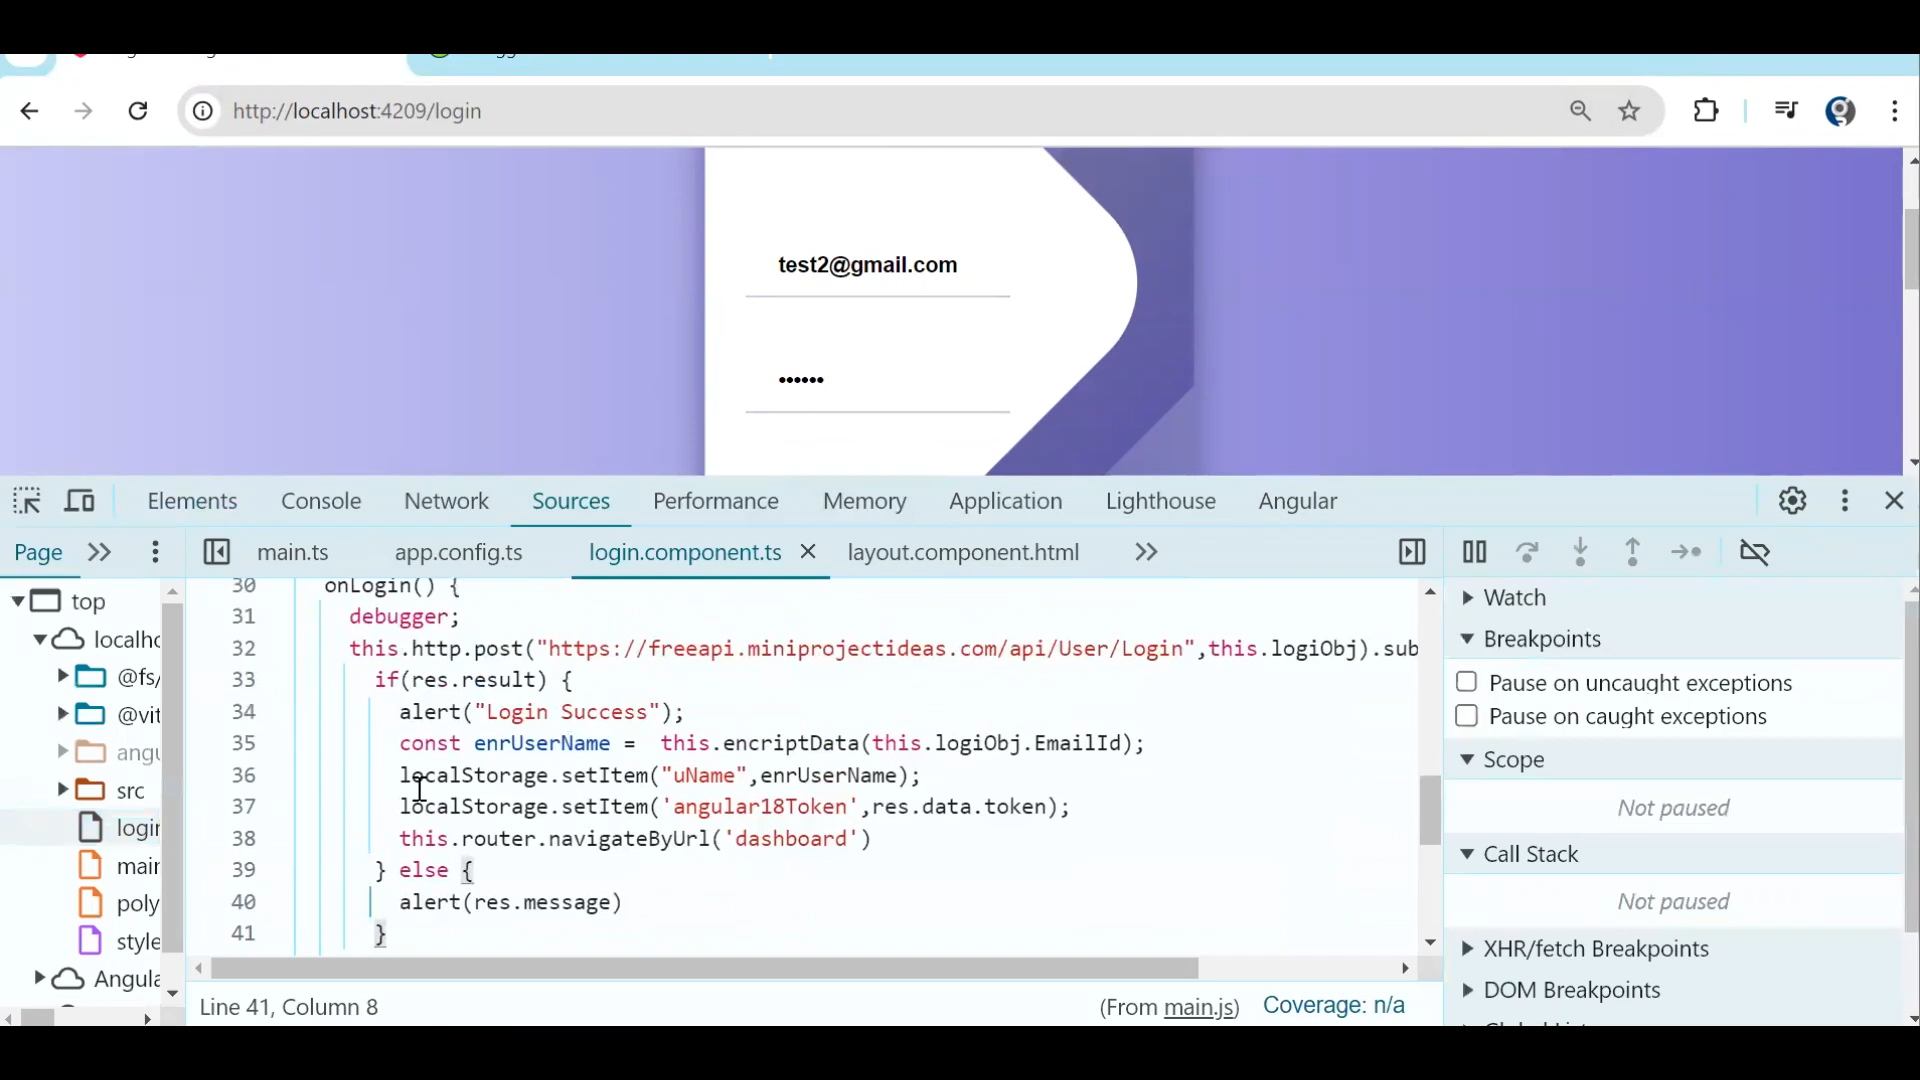 http://localhost:4209/login
test2@gmail.com
••••••
Elements Console Network Sources Performance Memory Application Lighthouse Angular
Page main.ts app.config.ts login.component.ts layout.component.html
top
localho
@fs/
@vit
angu
src
login
main
poly
style
Angula
30 onLogin() {
31 debugger;
32 this.http.post("https://freeapi.miniprojectideas.com/api/User/Login",this.logiObj).sub
33 if(res.result) {
34 alert("Login Success");
35 const enrUserName =  this.encriptData(this.logiObj.EmailId);
36 localStorage.setItem("uName",enrUserName);
37 localStorage.setItem('angular18Token',res.data.token);
38 this.router.navigateByUrl('dashboard')
39 } else {
40 alert(res.message)
41 }
Line 41, Column 8 (From main.js) Coverage: n/a
Watch
Breakpoints
Pause on uncaught exceptions
Pause on caught exceptions
Scope
Not paused
Call Stack
Not paused
XHR/fetch Breakpoints
DOM Breakpoints